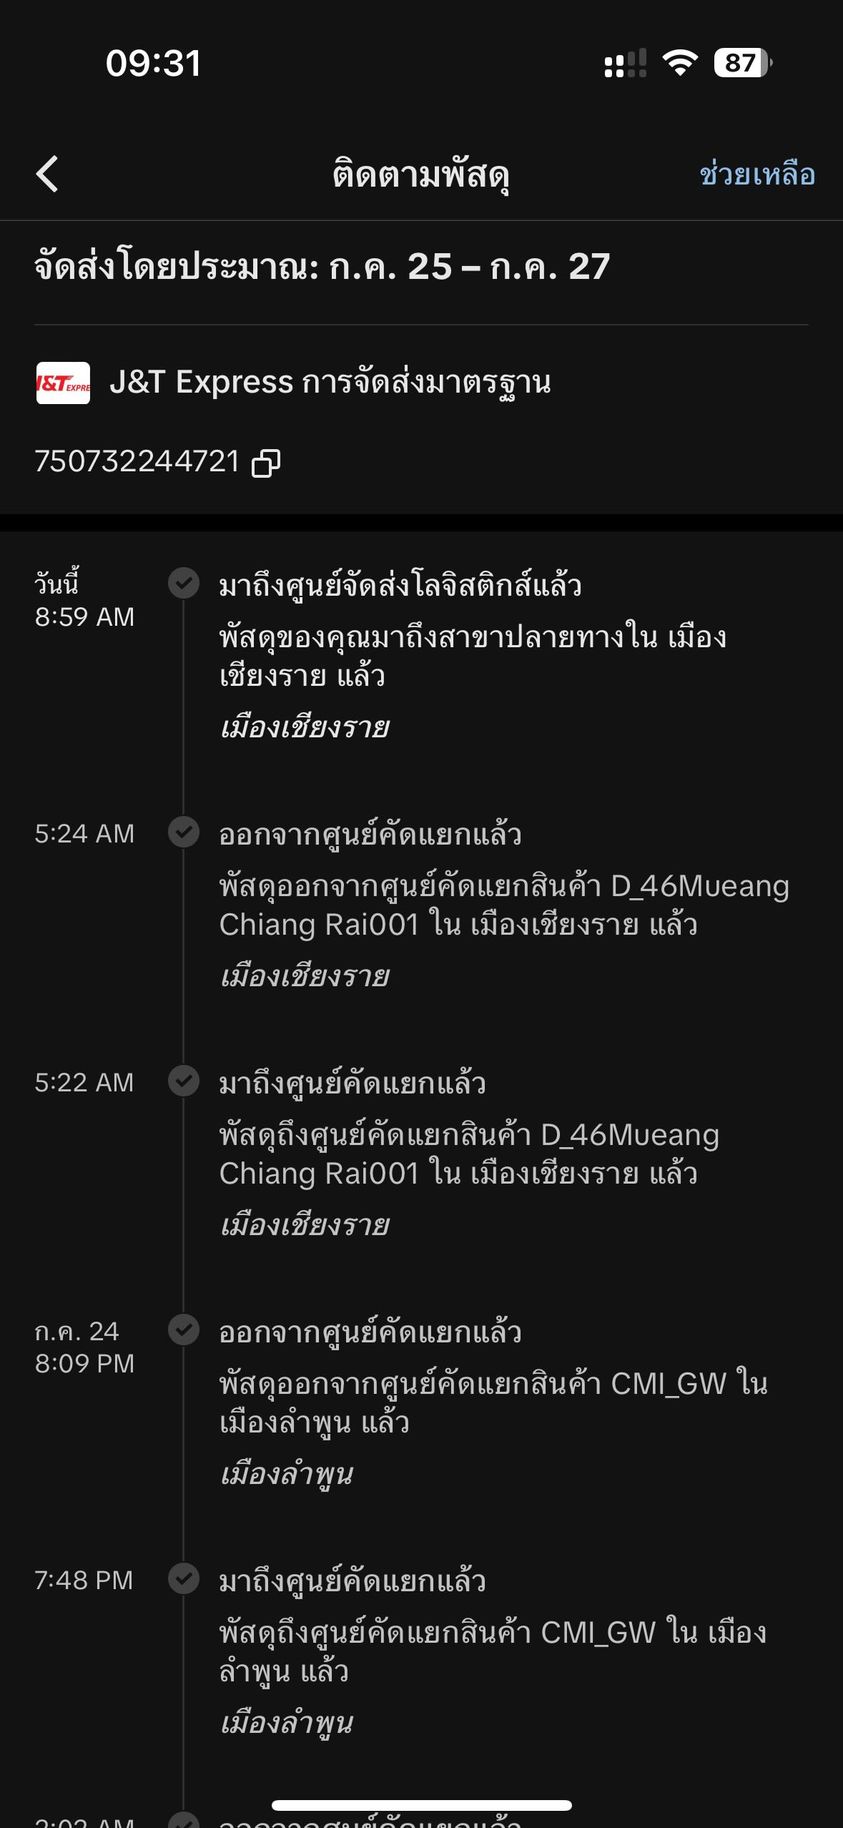 09:31
87
ติดตามพัสดุ
ช่วยเหลือ
จัดส่งโดยประมาณ: ก.ค. 25 – ก.ค. 27
J&T EXPRE
J&T Express การจัดส่งมาตรฐาน
750732244721
วันนี้
8:59 AM
มาถึงศูนย์จัดส่งโลจิสติกส์แล้ว
พัสดุของคุณมาถึงสาขาปลายทางใน เมือง
เชียงราย แล้ว
เมืองเชียงราย
5:24 AM
ออกจากศูนย์คัดแยกแล้ว
พัสดุออกจากศูนย์คัดแยกสินค้า D_46Mueang
Chiang Rai001 ใน เมืองเชียงราย แล้ว
เมืองเชียงราย
5:22 AM
มาถึงศูนย์คัดแยกแล้ว
พัสดุถึงศูนย์คัดแยกสินค้า D_46Mueang
Chiang Rai001 ใน เมืองเชียงราย แล้ว
เมืองเชียงราย
ก.ค. 24
8:09 PM
ออกจากศูนย์คัดแยกแล้ว
พัสดุออกจากศูนย์คัดแยกสินค้า CMI_GW ใน
เมืองลำพูน แล้ว
เมืองลำพูน
7:48 PM
มาถึงศูนย์คัดแยกแล้ว
พัสดุถึงศูนย์คัดแยกสินค้า CMI_GW ใน เมือง
ลำพูน แล้ว
เมืองลำพูน
ออกจากศูนย์คัดแยกแล้ว